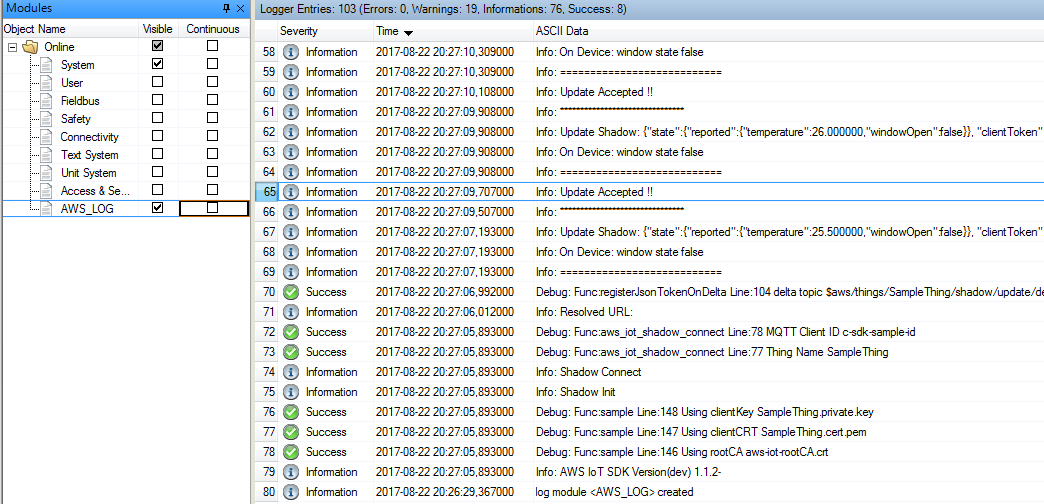 Modules
Object Name Visible Continuous
Online
System
User
Fieldbus
Safety
Connectivity
Text System
Unit System
Access & Se...
AWS_LOG
Logger Entries: 103 (Errors: 0, Warnings: 19, Informations: 76, Success: 8)
Severity Time ASCII Data
58 Information 2017-08-22 20:27:10,309000 Info: On Device: window state false
59 Information 2017-08-22 20:27:10,309000 Info: ===========================
60 Information 2017-08-22 20:27:10,108000 Info: Update Accepted !!
61 Information 2017-08-22 20:27:09,908000 Info: *******************************
62 Information 2017-08-22 20:27:09,908000 Info: Update Shadow: {"state":{"reported":{"temperature":26.000000,"windowOpen":false}}, "clientToken"
63 Information 2017-08-22 20:27:09,908000 Info: On Device: window state false
64 Information 2017-08-22 20:27:09,908000 Info: ===========================
65 Information 2017-08-22 20:27:09,707000 Info: Update Accepted !!
66 Information 2017-08-22 20:27:09,507000 Info: *******************************
67 Information 2017-08-22 20:27:07,193000 Info: Update Shadow: {"state":{"reported":{"temperature":25.500000,"windowOpen":false}}, "clientToken"
68 Information 2017-08-22 20:27:07,193000 Info: On Device: window state false
69 Information 2017-08-22 20:27:07,193000 Info: ===========================
70 Success 2017-08-22 20:27:06,992000 Debug: Func:registerJsonTokenOnDelta Line:104 delta topic $aws/things/SampleThing/shadow/update/de
71 Information 2017-08-22 20:27:06,012000 Info: Resolved URL:
72 Success 2017-08-22 20:27:05,893000 Debug: Func:aws_iot_shadow_connect Line:78 MQTT Client ID c-sdk-sample-id
73 Success 2017-08-22 20:27:05,893000 Debug: Func:aws_iot_shadow_connect Line:77 Thing Name SampleThing
74 Information 2017-08-22 20:27:05,893000 Info: Shadow Connect
75 Information 2017-08-22 20:27:05,893000 Info: Shadow Init
76 Success 2017-08-22 20:27:05,893000 Debug: Func:sample Line:148 Using clientKey SampleThing.private.key
77 Success 2017-08-22 20:27:05,893000 Debug: Func:sample Line:147 Using clientCRT SampleThing.cert.pem
78 Success 2017-08-22 20:27:05,893000 Debug: Func:sample Line:146 Using rootCA aws-iot-rootCA.crt
79 Information 2017-08-22 20:27:05,893000 Info: AWS IoT SDK Version(dev) 1.1.2-
80 Information 2017-08-22 20:26:29,367000 log module <AWS_LOG> created